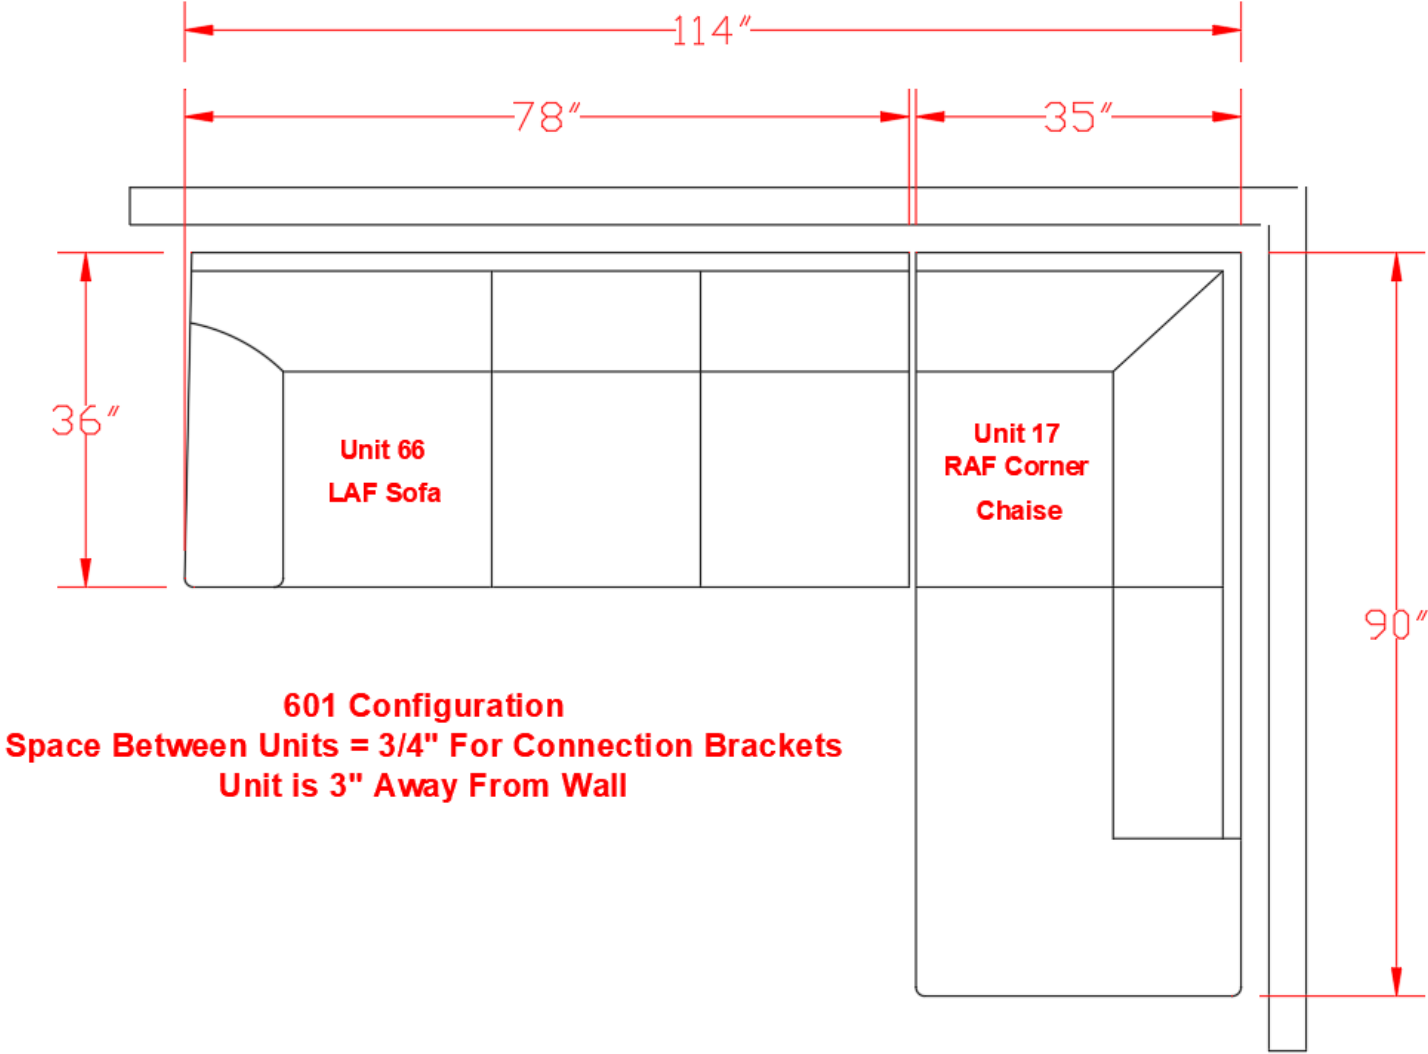 114"
78"
35"
36"
Unit 66
LAF Sofa
Unit 17
RAF Corner
Chaise
90"
601 Configuration
Space Between Units = 3/4" For Connection Brackets
Unit is 3" Away From Wall